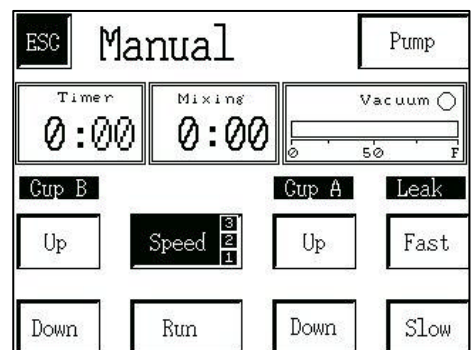 ESC Manual Pump
Timer Mixing Vacuum
0:00 0:00
0 50 F
Cup B Cup A Leak
Up Speed 3 2 1 Up Fast
Down Run Down Slow